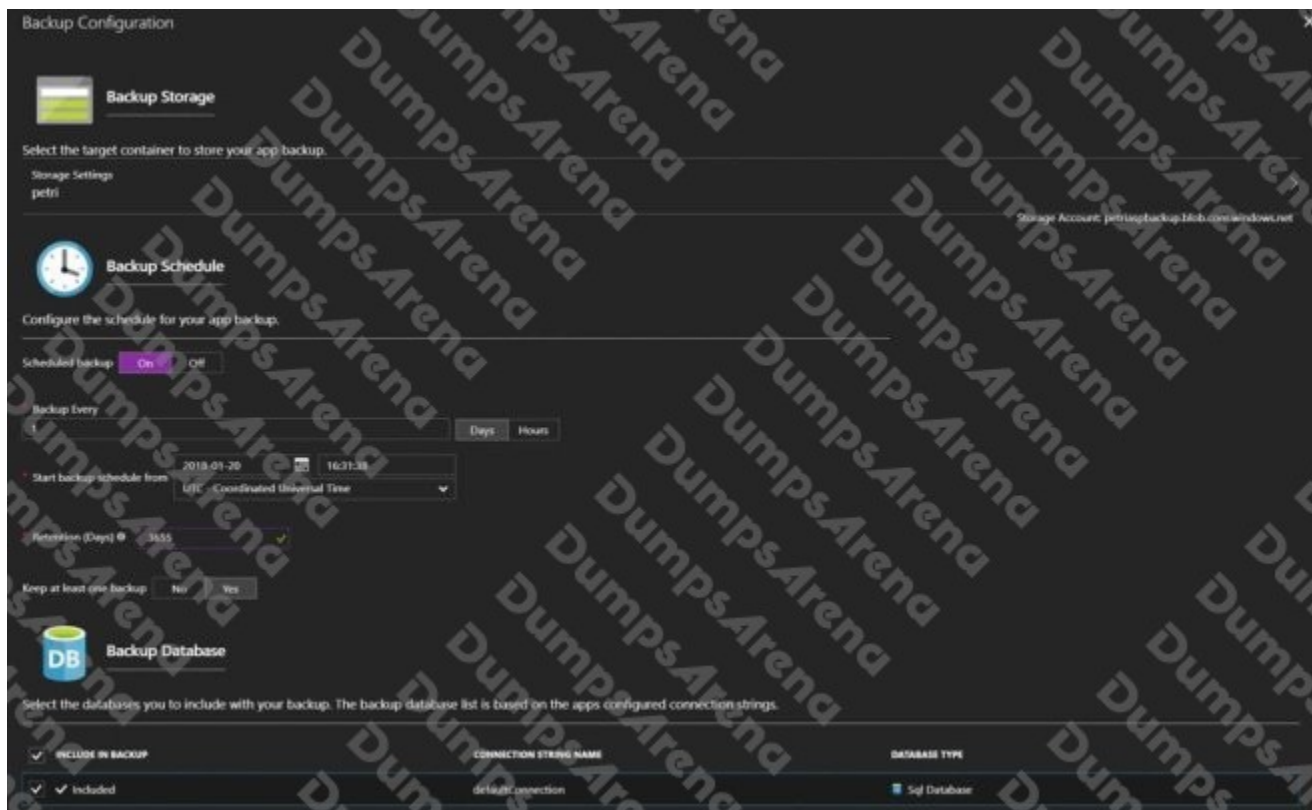 Backup Configuration
Backup Storage
Select the target container to store your app backup.
Storage Settings
petri
Storage Account: petriaspbackup.blob.core.windows.net
Backup Schedule
Configure the schedule for your app backup.
Scheduled backup On Off
* Backup Every
1 Days Hours
2018-01-20 16:31:38
* Start backup schedule from
UTC - Coordinated Universal Time
* Retention (Days) 3655
Keep at least one backup No Yes
DB
Backup Database
Select the databases you to include with your backup. The backup database list is based on the apps configured connection strings.
INCLUDE IN BACKUP CONNECTION STRING NAME DATABASE TYPE
Included defaultConnection Sql Database
DumpsArena